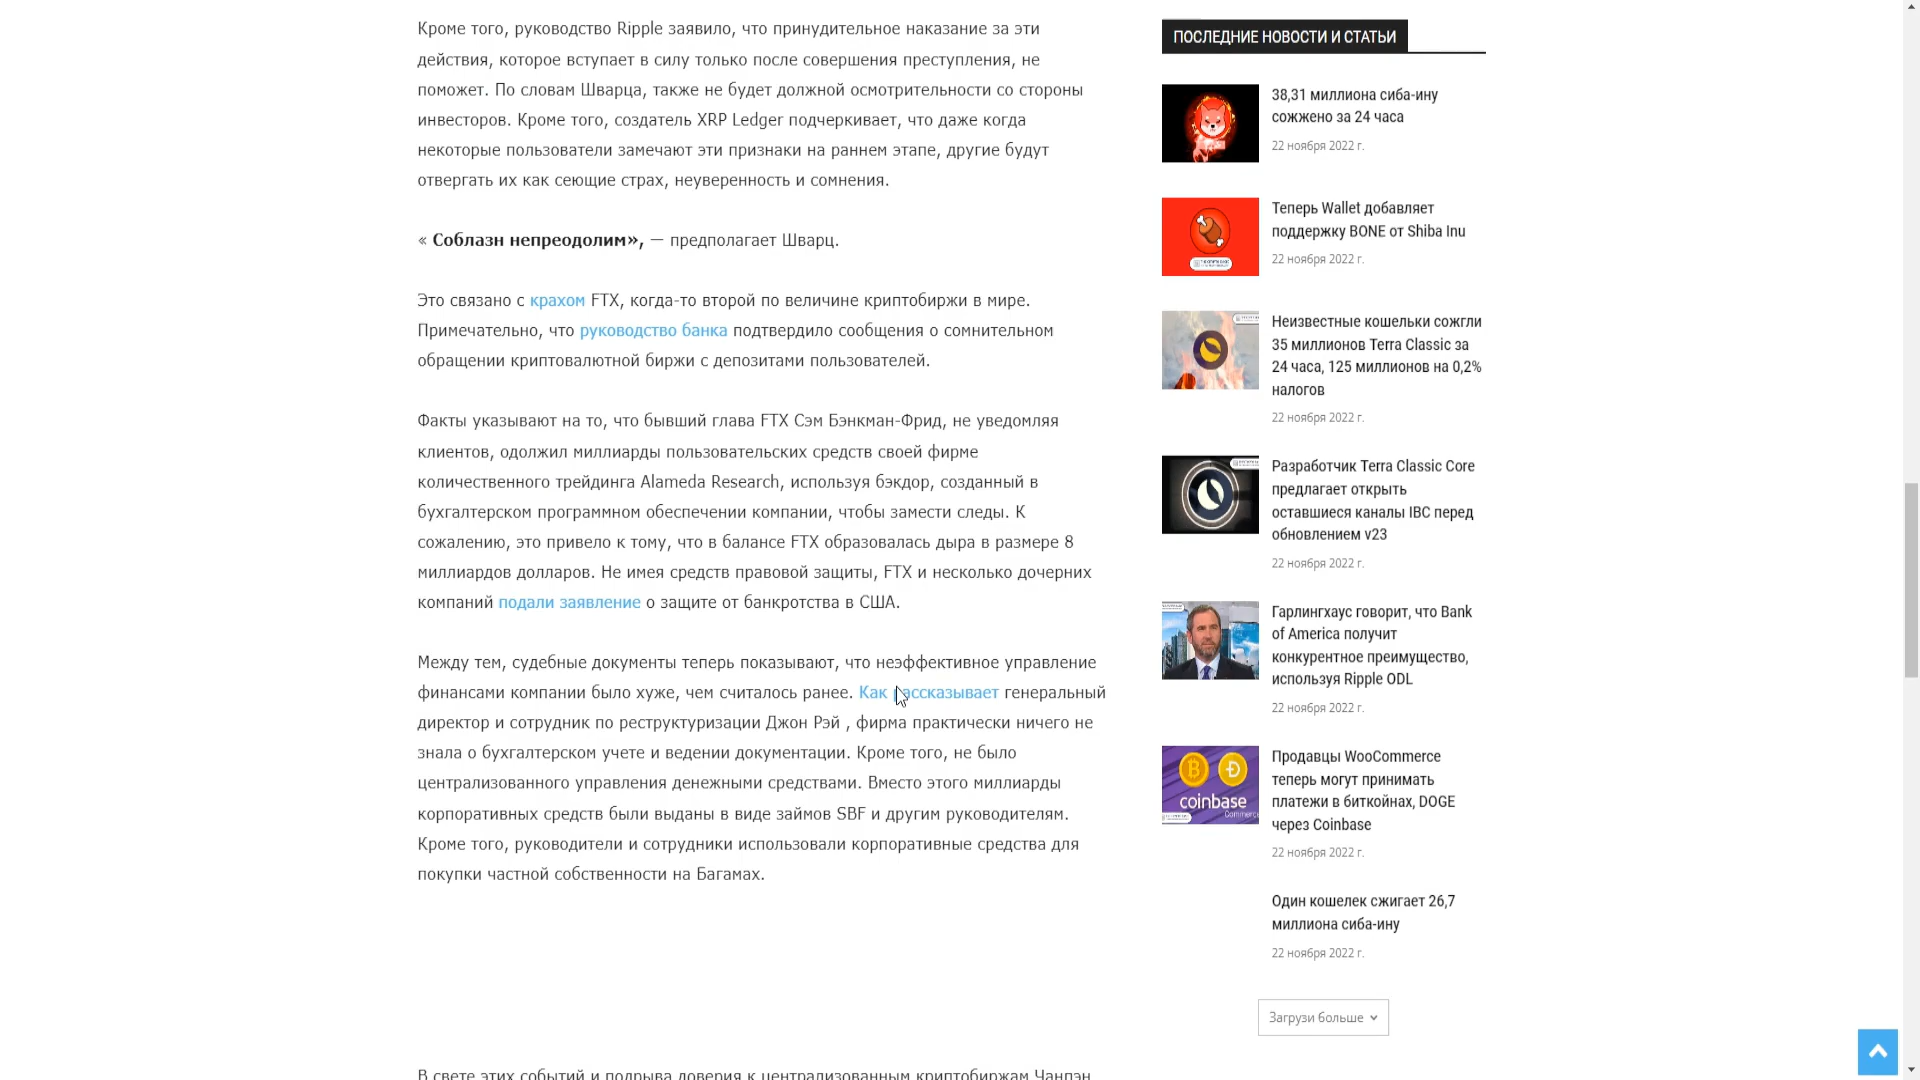 Кроме того, руководство Ripple заявило, что принудительное наказание за эти
действия, которое вступает в силу только после совершения преступления, не
поможет. По словам Шварца, также не будет должной осмотрительности со стороны
инвесторов. Кроме того, создатель XRP Ledger подчеркивает, что даже когда
некоторые пользователи замечают эти признаки на раннем этапе, другие будут
отвергать их как сеющие страх, неуверенность и сомнения.
« Соблазн непреодолим», — предполагает Шварц.
Это связано с крахом FTX, когда-то второй по величине криптобиржи в мире.
Примечательно, что руководство банка подтвердило сообщения о сомнительном
обращении криптовалютной биржи с депозитами пользователей.
Факты указывают на то, что бывший глава FTX Сэм Бэнкман-Фрид, не уведомляя
клиентов, одолжил миллиарды пользовательских средств своей фирме
количественного трейдинга Alameda Research, используя бэкдор, созданный в
бухгалтерском программном обеспечении компании, чтобы замести следы. К
сожалению, это привело к тому, что в балансе FTX образовалась дыра в размере 8
миллиардов долларов. Не имея средств правовой защиты, FTX и несколько дочерних
компаний подали заявление о защите от банкротства в США.
Между тем, судебные документы теперь показывают, что неэффективное управление
финансами компании было хуже, чем считалось ранее. Как рассказывает генеральный
директор и сотрудник по реструктуризации Джон Рэй , фирма практически ничего не
знала о бухгалтерском учете и ведении документации. Кроме того, не было
централизованного управления денежными средствами. Вместо этого миллиарды
корпоративных средств были выданы в виде займов SBF и другим руководителям.
Кроме того, руководители и сотрудники использовали корпоративные средства для
покупки частной собственности на Багамах.
В свете этих событий и подрыва доверия к централизованным криптобиржам Чанпэн
ПОСЛЕДНИЕ НОВОСТИ И СТАТЬИ
38,31 миллиона сиба-ину
сожжено за 24 часа
22 ноября 2022 г.
Теперь Wallet добавляет
поддержку BONE от Shiba Inu
22 ноября 2022 г.
Неизвестные кошельки сожгли
35 миллионов Terra Classic за
24 часа, 125 миллионов на 0,2%
налогов
22 ноября 2022 г.
Разработчик Terra Classic Core
предлагает открыть
оставшиеся каналы IBC перед
обновлением v23
22 ноября 2022 г.
Гарлингхаус говорит, что Bank
of America получит
конкурентное преимущество,
используя Ripple ODL
22 ноября 2022 г.
coinbase
Commerce
Продавцы WooCommerce
теперь могут принимать
платежи в биткойнах, DOGE
через Coinbase
22 ноября 2022 г.
Один кошелек сжигает 26,7
миллиона сиба-ину
22 ноября 2022 г.
Загрузи больше